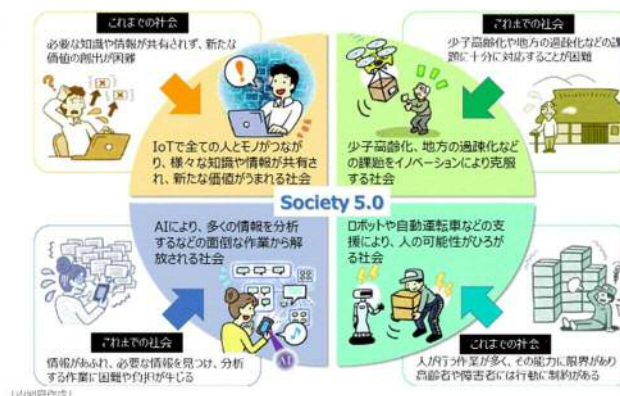 これまでの社会
必要な知識や情報が共有されず、新たな
価値の創出が困難
これまでの社会
少子高齢化や地方の過疎化などの課
題に十分に対応することが困難
IoTで全ての人とモノがつなが
り、様々な知識や情報が共有さ
れ、新たな価値がうまれる社会
少子高齢化、地方の過疎化など
の課題をイノベーションにより克服
する社会
Society 5.0
AIにより、多くの情報を分析
するなどの面倒な作業から解
放される社会
ロボットや自動運転車などの支
援により、人の可能性がひろが
る社会
AI
これまでの社会
情報があふれ、必要な情報を見つけ、分析
する作業に困難や負担が生じる
これまでの社会
人が行う作業が多く、その能力に限界があり
高齢者や障害者には行動に制約がある